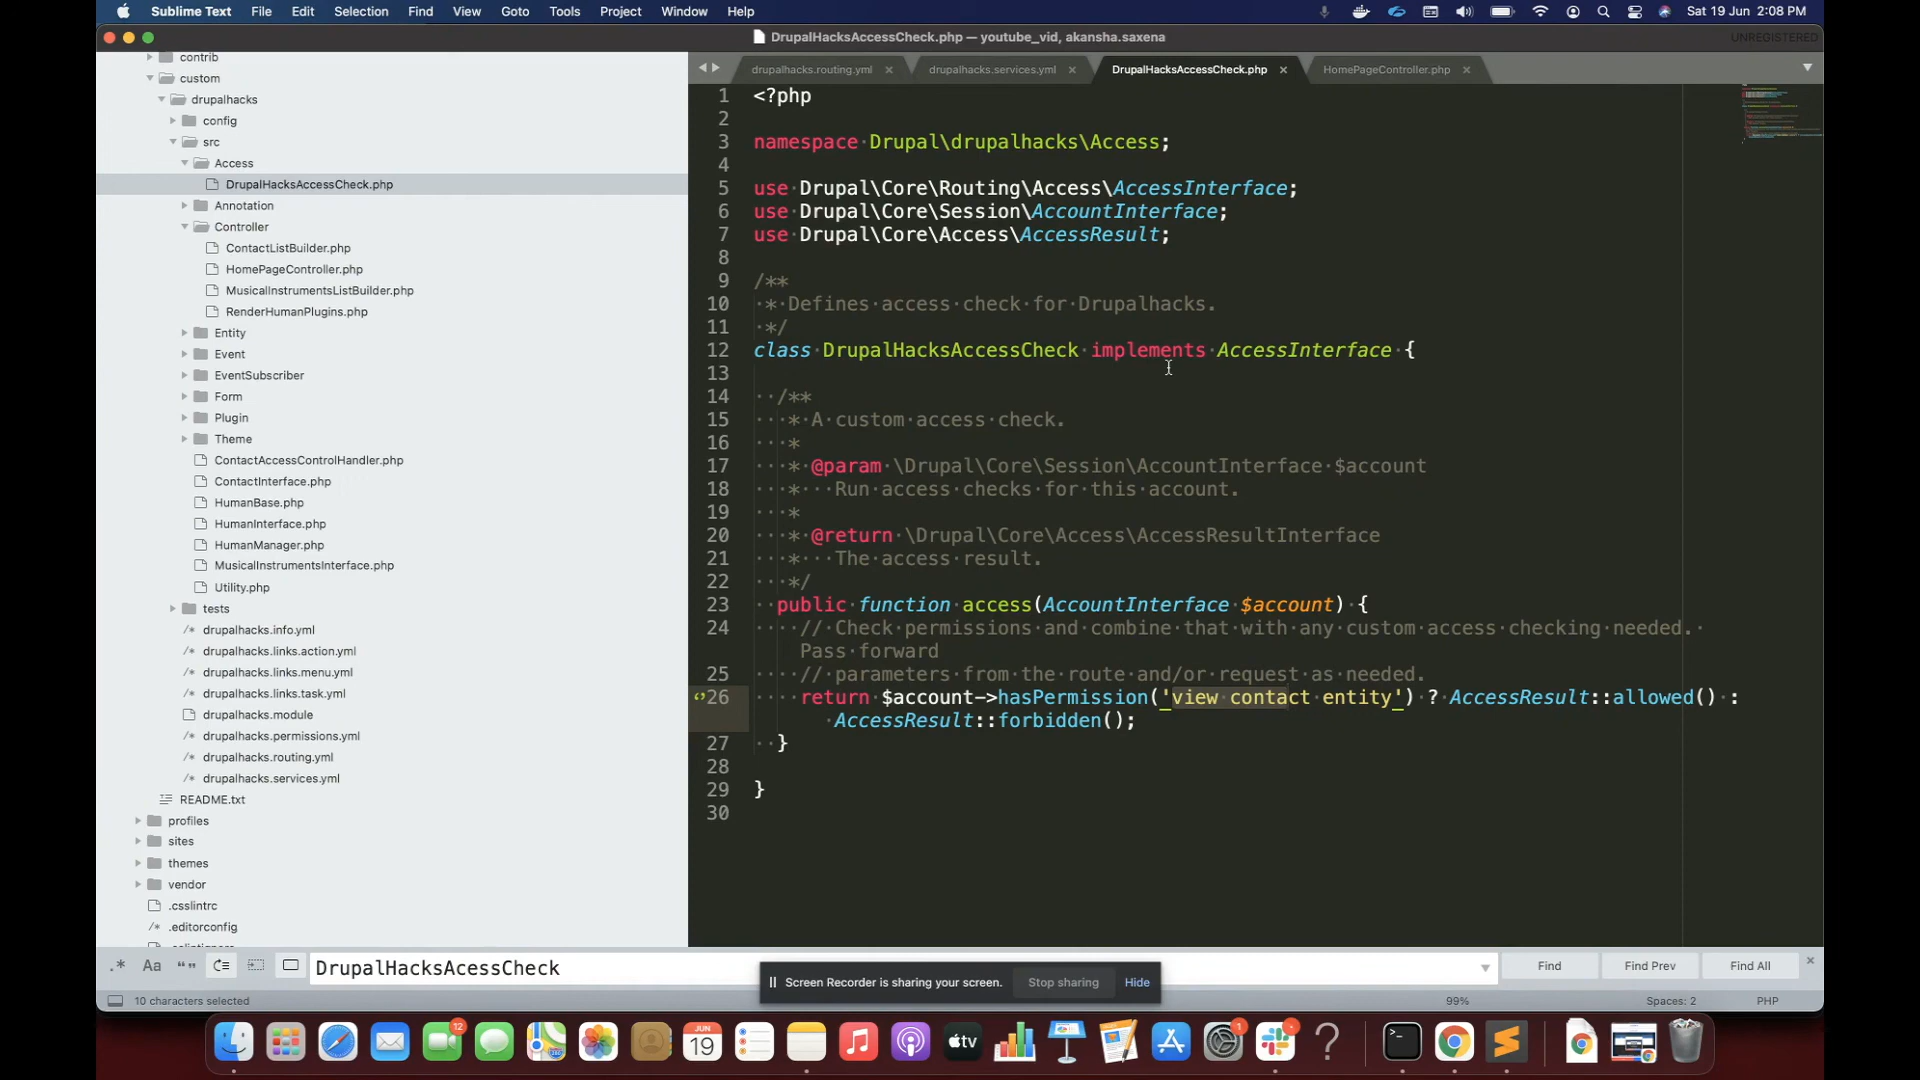 Sublime Text File Edit Selection Find View Goto Tools Project Window Help Sat 19 Jun 2:08 PM
DrupalHacksAccessCheck.php — youtube_vid, akansha.saxena UNREGISTERED
contrib
custom
drupalhacks
config
src
Access
DrupalHacksAccessCheck.php
Annotation
Controller
ContactListBuilder.php
HomePageController.php
MusicalInstrumentsListBuilder.php
RenderHumanPlugins.php
Entity
Event
EventSubscriber
Form
Plugin
Theme
ContactAccessControlHandler.php
ContactInterface.php
HumanBase.php
HumanInterface.php
HumanManager.php
MusicalInstrumentsInterface.php
Utility.php
tests
drupalhacks.info.yml
drupalhacks.links.action.yml
drupalhacks.links.menu.yml
drupalhacks.links.task.yml
drupalhacks.module
drupalhacks.permissions.yml
drupalhacks.routing.yml
drupalhacks.services.yml
README.txt
profiles
sites
themes
vendor
.csslintrc
.editorconfig
drupalhacks.routing.yml drupalhacks.services.yml DrupalHacksAccessCheck.php HomePageController.php
1 <?php
2
3 namespace Drupal\drupalhacks\Access;
4
5 use Drupal\Core\Routing\Access\AccessInterface;
6 use Drupal\Core\Session\AccountInterface;
7 use Drupal\Core\Access\AccessResult;
8
9 /**
10 * Defines access check for Drupalhacks.
11 */
12 class DrupalHacksAccessCheck implements AccessInterface {
13
14 /**
15 * A custom access check.
16 *
17 * @param \Drupal\Core\Session\AccountInterface $account
18 * Run access checks for this account.
19 *
20 * @return \Drupal\Core\Access\AccessResultInterface
21 * The access result.
22 */
23 public function access(AccountInterface $account) {
24 // Check permissions and combine that with any custom access checking needed.
Pass forward
25 // parameters from the route and/or request as needed.
26 return $account->hasPermission('view contact entity') ? AccessResult::allowed() :
AccessResult::forbidden();
27 }
28
29 }
30
.* Aa “” DrupalHacksAcessCheck Find Find Prev Find All
Screen Recorder is sharing your screen. Stop sharing Hide
10 characters selected 99% Spaces: 2 PHP
12 JUN 19 tv 1